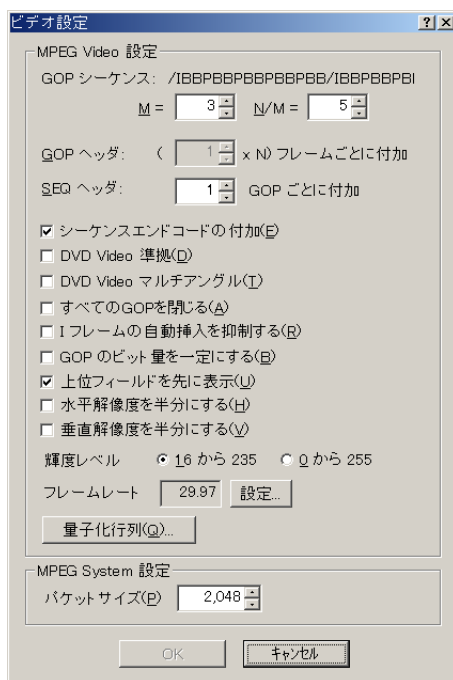 ビデオ設定
MPEG Video 設定
GOP シーケンス: /IBBPBBPBBPBBPBB/IBBPBBPBI
M = 3 N/M = 5
GOP ヘッダ: ( 1 x N) フレームごとに付加
SEQ ヘッダ: 1 GOP ごとに付加
シーケンスエンドコードの付加(E)
DVD Video 準拠(D)
DVD Video マルチアングル(T)
すべてのGOPを閉じる(A)
I フレームの自動挿入を抑制する(R)
GOP のビット量を一定にする(B)
上位フィールドを先に表示(U)
水平解像度を半分にする(H)
垂直解像度を半分にする(V)
輝度レベル 16 から 235 0 から 255
フレームレート 29.97 設定...
量子化行列(Q)...
MPEG System 設定
パケットサイズ(P) 2,048
OK キャンセル